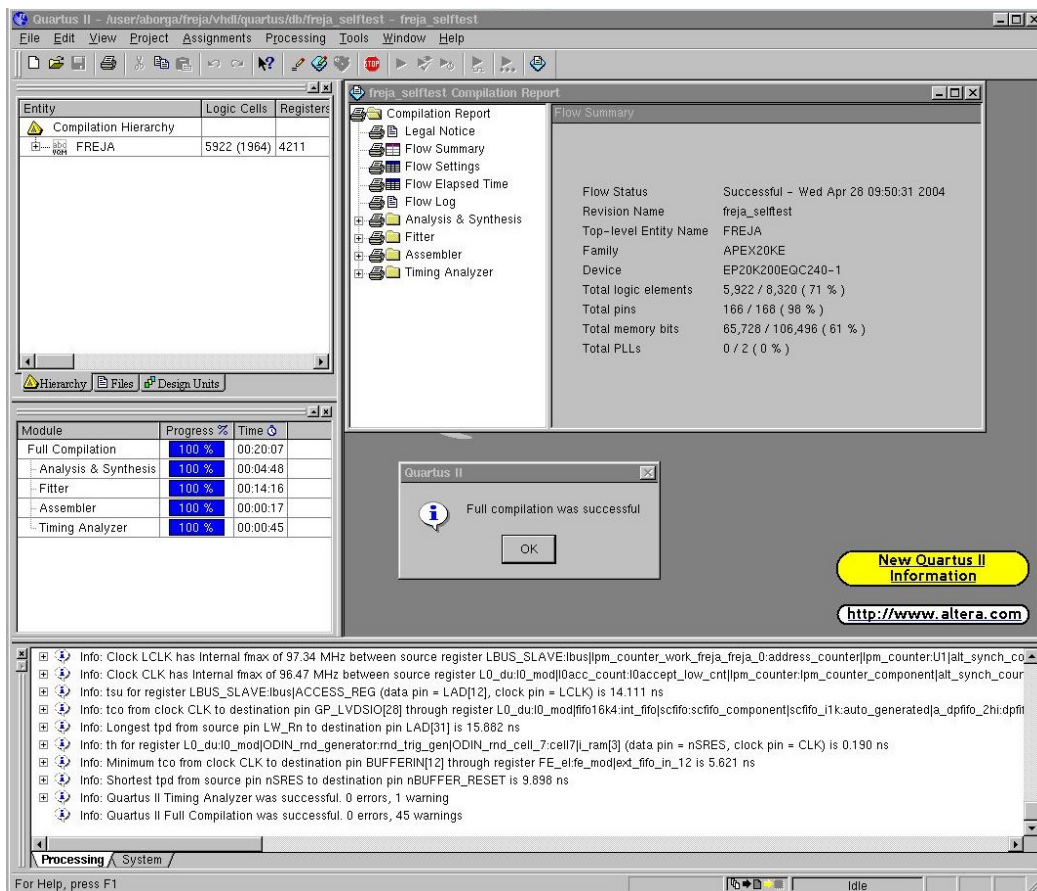 Quartus II - /user/aborga/freja/vhdl/quartus/db/freja_selftest - freja_selftest
File Edit View Project Assignments Processing Tools Window Help
STOP
Entity Logic Cells Registers
Compilation Hierarchy
abc VQM FREJA 5922 (1964) 4211
Hierarchy Files Design Units
Module Progress % Time
Full Compilation 100 % 00:20:07
Analysis & Synthesis 100 % 00:04:48
Fitter 100 % 00:14:16
Assembler 100 % 00:00:17
Timing Analyzer 100 % 00:00:45
freja_selftest Compilation Report
Compilation Report
Legal Notice
Flow Summary
Flow Settings
Flow Elapsed Time
Flow Log
Analysis & Synthesis
Fitter
Assembler
Timing Analyzer
Flow Summary
Flow Status Successful - Wed Apr 28 09:50:31 2004
Revision Name freja_selftest
Top-level Entity Name FREJA
Family APEX20KE
Device EP20K200EQC240-1
Total logic elements 5,922 / 8,320 ( 71 % )
Total pins 166 / 168 ( 98 % )
Total memory bits 65,728 / 106,496 ( 61 % )
Total PLLs 0 / 2 ( 0 % )
Quartus II
Full compilation was successful
OK
New Quartus II
Information
http://www.altera.com
Info: Clock LCLK has Internal fmax of 97.34 MHz between source register LBUS_SLAVE:lbus|lpm_counter_work_freja_freja_0:address_counter|lpm_counter:U1|alt_synch_co
Info: Clock CLK has Internal fmax of 96.47 MHz between source register L0_du:l0_mod|l0acc_count:l0accept_low_cnt|lpm_counter:lpm_counter_component|alt_synch_cour
Info: tsu for register LBUS_SLAVE:lbus|ACCESS_REG (data pin = LAD[12], clock pin = LCLK) is 14.111 ns
Info: tco from clock CLK to destination pin GP_LVDSIO[28] through register L0_du:l0_mod|fifo16k4:int_fifo|scfifo:scfifo_component|scfifo_i1k:auto_generated|a_dpfifo_2hi:dpfif
Info: Longest tpd from source pin LW_Rn to destination pin LAD[31] is 15.882 ns
Info: th for register L0_du:l0_mod|ODIN_rnd_generator:rnd_trig_gen|ODIN_rnd_cell_7:cell7|i_ram[3] (data pin = nSRES, clock pin = CLK) is 0.190 ns
Info: Minimum tco from clock CLK to destination pin BUFFERIN[12] through register FE_el:fe_mod|ext_fifo_in_12 is 5.621 ns
Info: Shortest tpd from source pin nSRES to destination pin nBUFFER_RESET is 9.898 ns
Info: Quartus II Timing Analyzer was successful. 0 errors, 1 warning
Info: Quartus II Full Compilation was successful. 0 errors, 45 warnings
Processing System
For Help, press F1 Idle